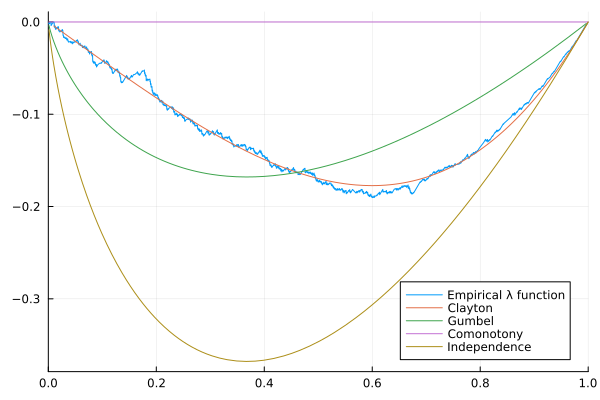 0.0
−0.1
−0.2
−0.3
0.0 0.2 0.4 0.6 0.8 1.0
Empirical λ function
Clayton
Gumbel
Comonotony
Independence